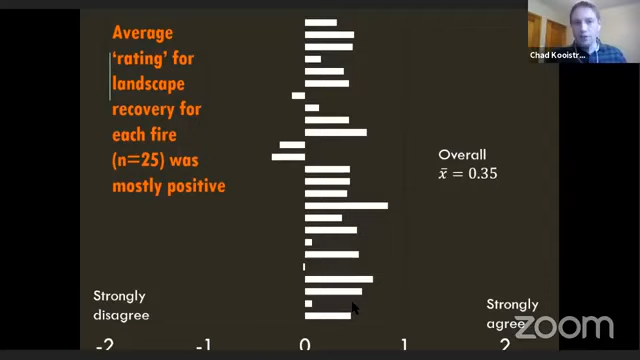 Average
‘rating’ for
landscape
recovery for
each fire
(n=25) was
mostly positive
Chad Kooistr...
Overall
x̄ = 0.35
Strongly
disagree
Strongly
agree
-2 -1 0 1 2
zoom